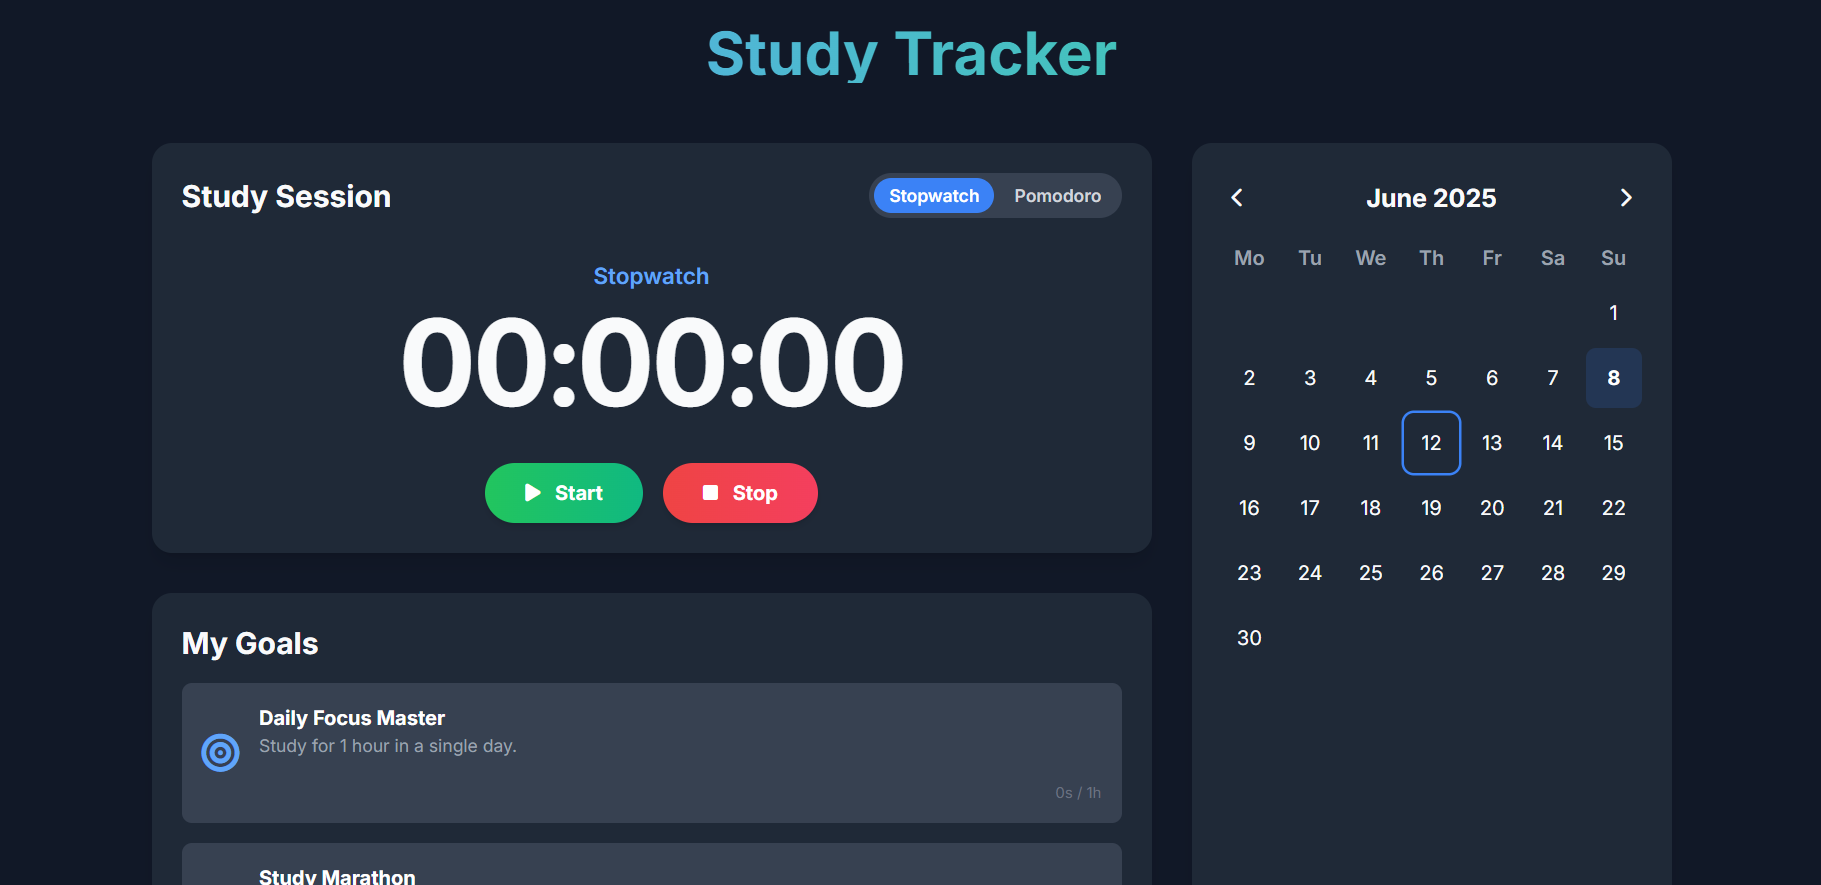 Study Tracker
Study Session
Stopwatch Pomodoro
Stopwatch
00:00:00
Start Stop
My Goals
Daily Focus Master
Study for 1 hour in a single day.
0s / 1h
Study Marathon
June 2025
Mo Tu We Th Fr Sa Su
1
2 3 4 5 6 7 8
9 10 11 12 13 14 15
16 17 18 19 20 21 22
23 24 25 26 27 28 29
30